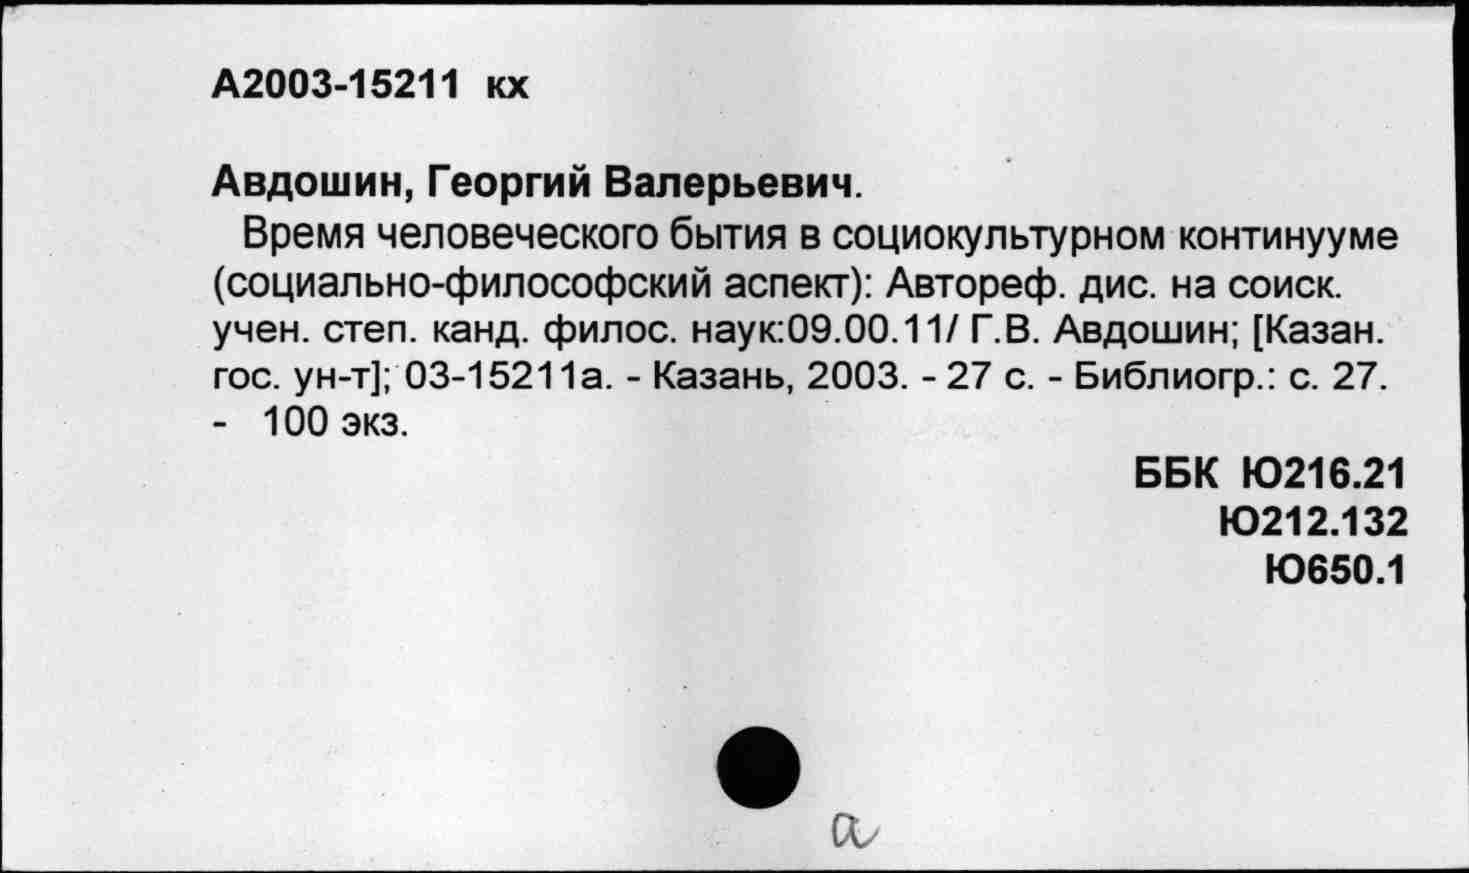 А2003-15211 кх
Авдошин, Георгий Валерьевич.
Время человеческого бытия в социокультурном континууме
(социально-философский аспект): Автореф. дис. на соиск.
учен. степ. канд. филос. наук:09.00.11/ Г.В. Авдошин; [Казан.
гос. ун-т]; 03-15211а. - Казань, 2003. - 27 с. - Библиогр.: с. 27.
- 100 экз.
ББК Ю216.21
Ю212.132
Ю650.1
а